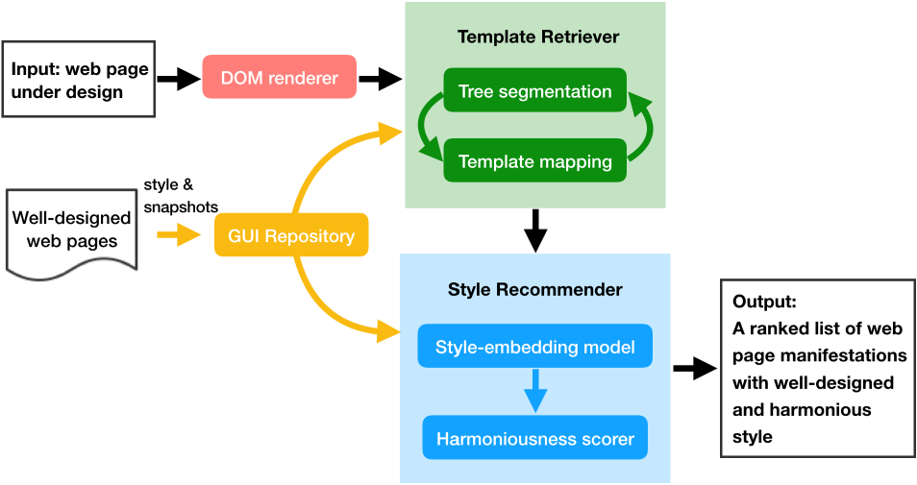 Input: web page
under design
DOM renderer
Template Retriever
Tree segmentation
Template mapping
Well-designed
web pages
style &
snapshots
GUI Repository
Style Recommender
Style-embedding model
Harmoniousness scorer
Output:
A ranked list of web
page manifestations
with well-designed
and harmonious
style